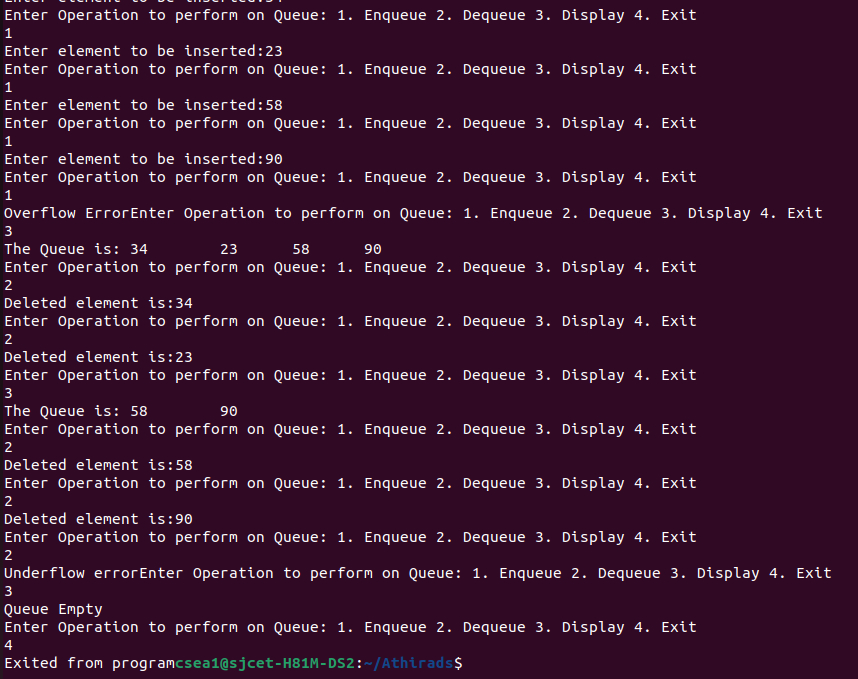 Enter element to be inserted:34
Enter Operation to perform on Queue: 1. Enqueue 2. Dequeue 3. Display 4. Exit
1
Enter element to be inserted:23
Enter Operation to perform on Queue: 1. Enqueue 2. Dequeue 3. Display 4. Exit
1
Enter element to be inserted:58
Enter Operation to perform on Queue: 1. Enqueue 2. Dequeue 3. Display 4. Exit
1
Enter element to be inserted:90
Enter Operation to perform on Queue: 1. Enqueue 2. Dequeue 3. Display 4. Exit
1
Overflow ErrorEnter Operation to perform on Queue: 1. Enqueue 2. Dequeue 3. Display 4. Exit
3
The Queue is: 34        23      58      90
Enter Operation to perform on Queue: 1. Enqueue 2. Dequeue 3. Display 4. Exit
2
Deleted element is:34
Enter Operation to perform on Queue: 1. Enqueue 2. Dequeue 3. Display 4. Exit
2
Deleted element is:23
Enter Operation to perform on Queue: 1. Enqueue 2. Dequeue 3. Display 4. Exit
3
The Queue is: 58        90
Enter Operation to perform on Queue: 1. Enqueue 2. Dequeue 3. Display 4. Exit
2
Deleted element is:58
Enter Operation to perform on Queue: 1. Enqueue 2. Dequeue 3. Display 4. Exit
2
Deleted element is:90
Enter Operation to perform on Queue: 1. Enqueue 2. Dequeue 3. Display 4. Exit
2
Underflow errorEnter Operation to perform on Queue: 1. Enqueue 2. Dequeue 3. Display 4. Exit
3
Queue Empty
Enter Operation to perform on Queue: 1. Enqueue 2. Dequeue 3. Display 4. Exit
4
Exited from programcsea1@sjcet-H81M-DS2:~/Athirads$